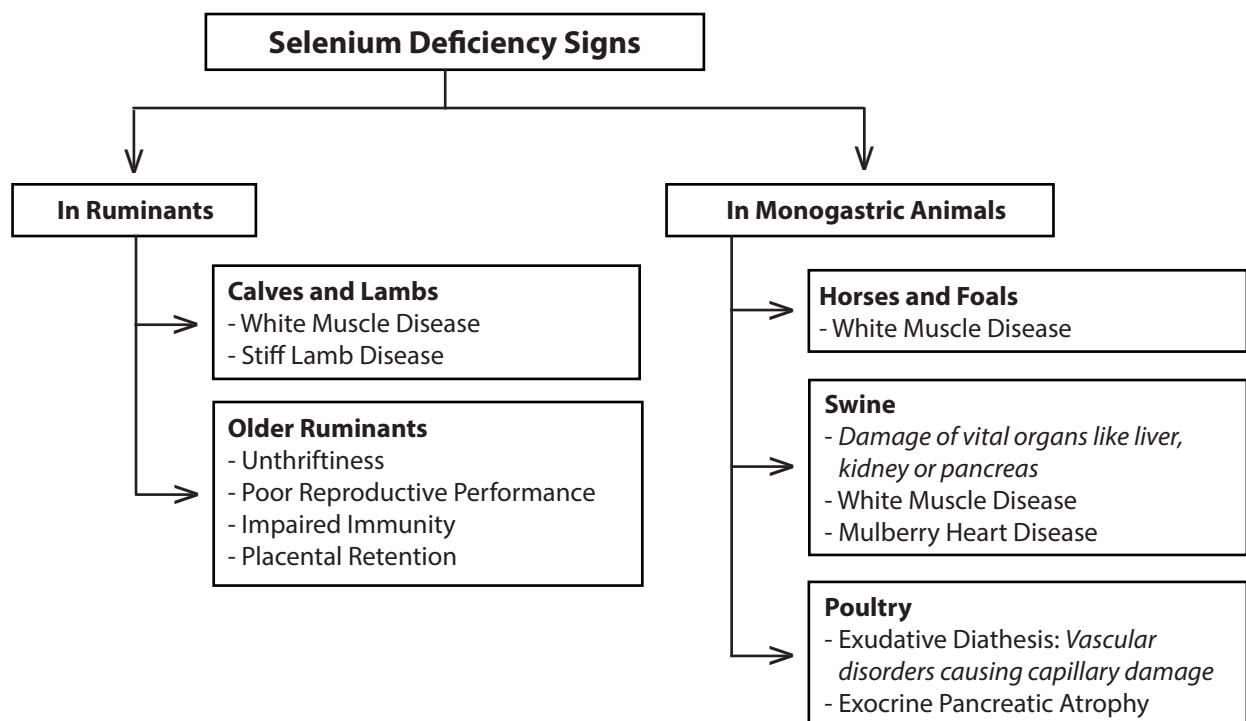 Selenium Deficiency Signs
In Ruminants
Calves and Lambs
- White Muscle Disease
- Stiff Lamb Disease
Older Ruminants
- Unthriftiness
- Poor Reproductive Performance
- Impaired Immunity
- Placental Retention
In Monogastric Animals
Horses and Foals
- White Muscle Disease
Swine
- Damage of vital organs like liver,
kidney or pancreas
- White Muscle Disease
- Mulberry Heart Disease
Poultry
- Exudative Diathesis: Vascular
disorders causing capillary damage
- Exocrine Pancreatic Atrophy